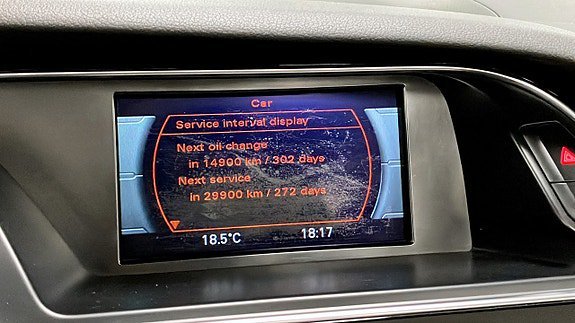 Car
Service interval display
Next oil change
in 14900 km / 302 days
Next service
in 29900 km / 272 days
18.5°C 18:17